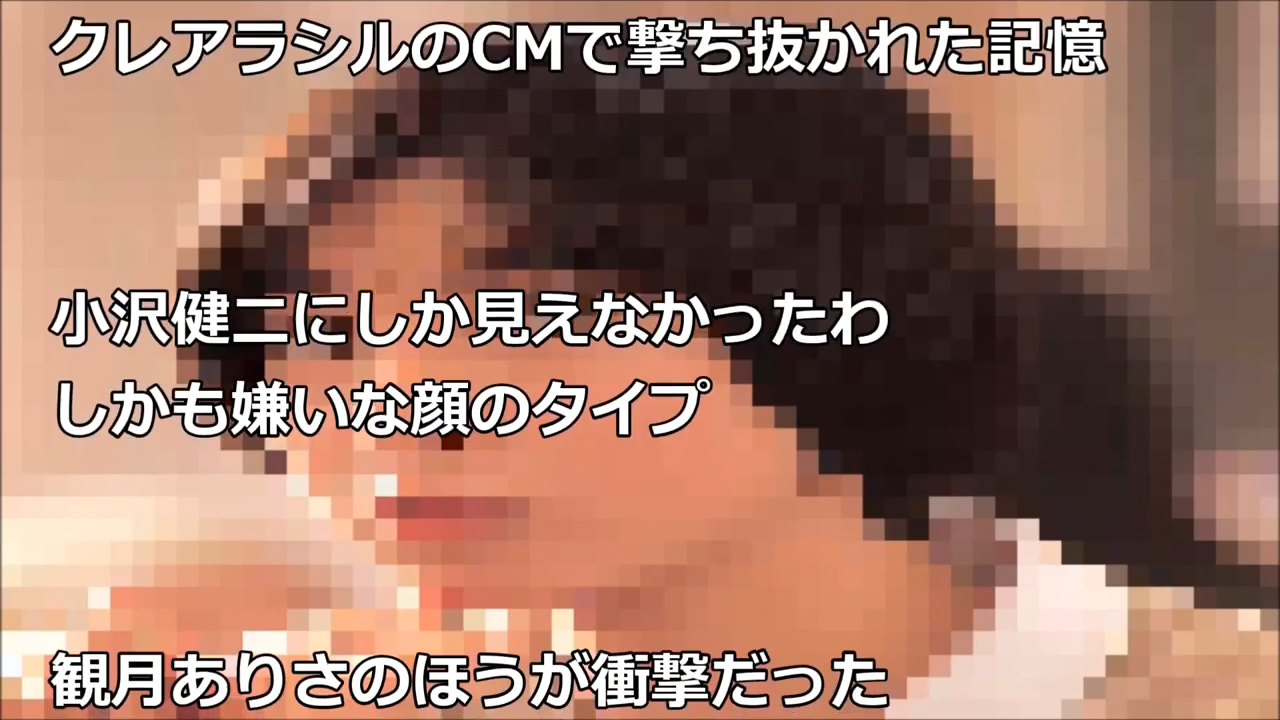 クレアラシルのCMで撃ち抜かれた記憶
小沢健二にしか見えなかったわ
しかも嫌いな顔のタイプ
観月ありさのほうが衝撃だった